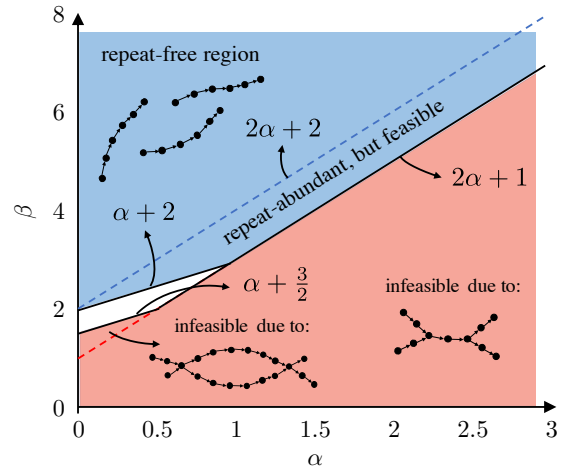 8
repeat-free region
6
2α + 2
repeat-abundant, but feasible
2α + 1
β
4
α + 2
α + 3/2
infeasible due to:
2
infeasible due to:
0
0
0.5
1
1.5
2
2.5
3
α